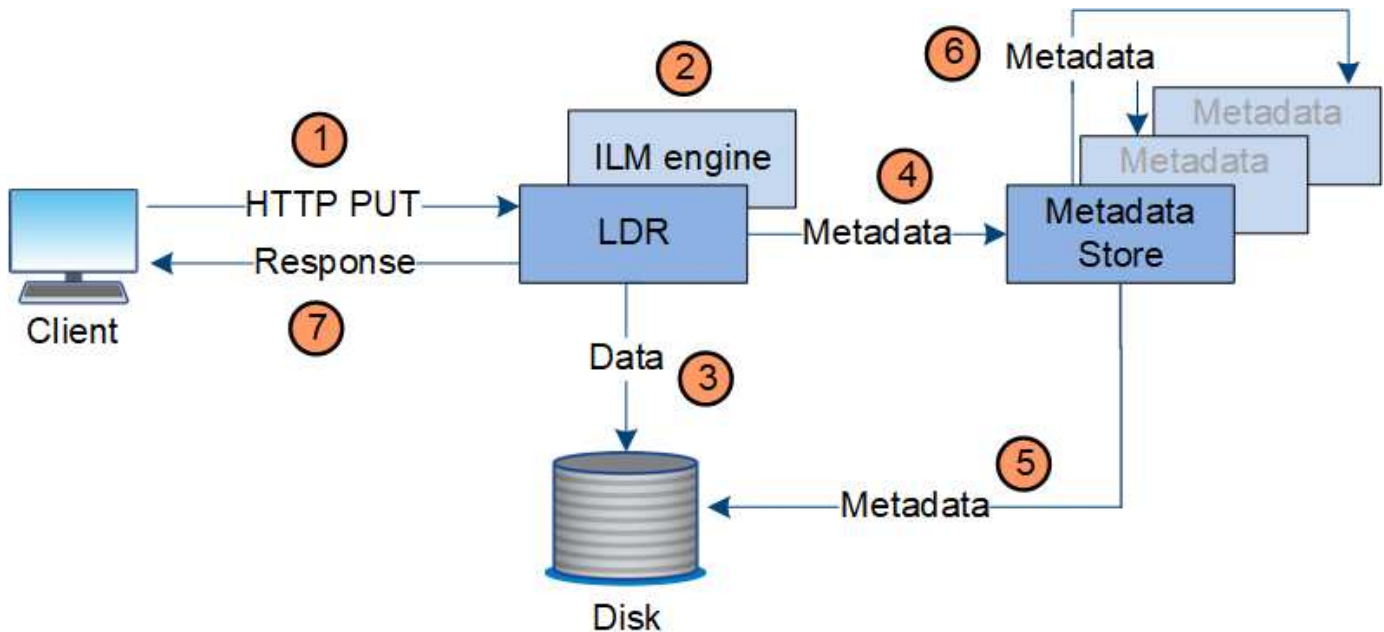 6
Metadata
2
Metadata
1
ILM engine
Metadata
4
HTTP PUT
LDR
Metadata
Metadata
Store
Response
Client
7
Data
3
5
Metadata
Disk